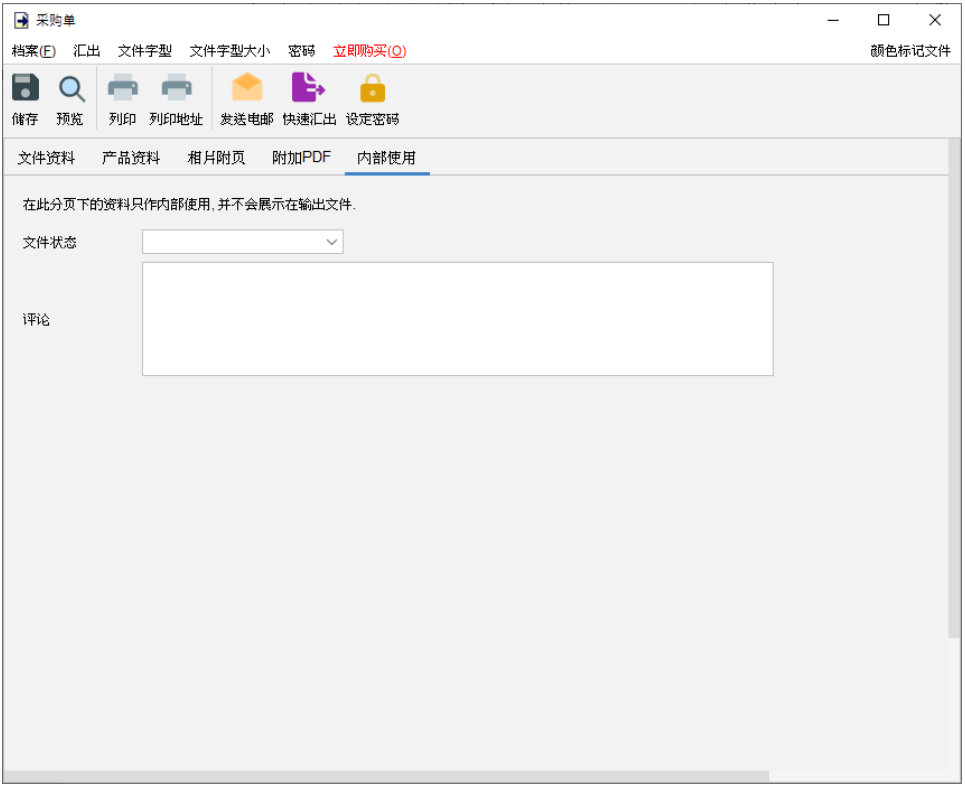 采购单
档案(F) 汇出 文件字型 文件字型大小 密码 立即购买(O) 颜色标记文件
储存 预览 列印 列印地址 发送电邮 快速汇出 设定密码
文件资料 产品资料 相片附页 附加PDF 内部使用
在此分页下的资料只作内部使用,并不会展示在输出文件.
文件状态
评论